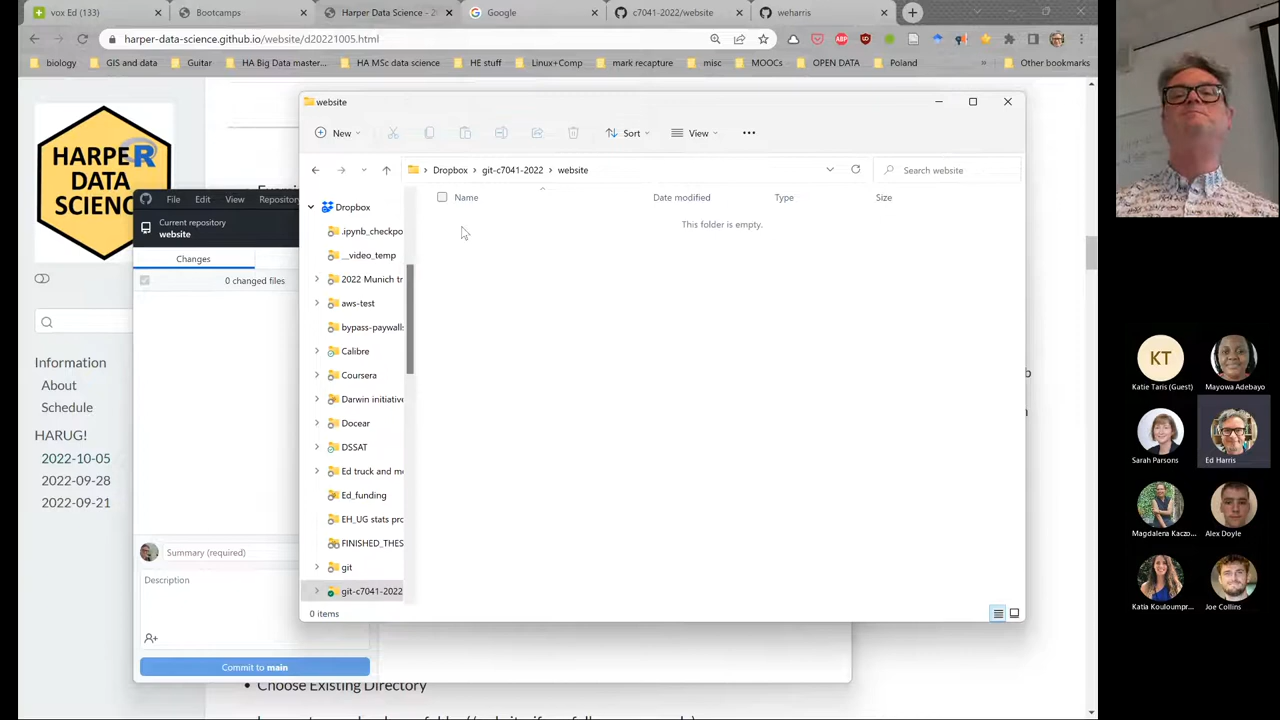 vox Ed (133)
Bootcamps
Harper Data Science - 2
Google
c7041-2022/website
weharris
harper-data-science.github.io/website/d20221005.html
biology
GIS and data
Guitar
HA Big Data master...
HA MSc data science
HE stuff
Linux+Comp
mark recapture
misc
MOOCs
OPEN DATA
Poland
Other bookmarks
HARPER
DATA
SCIENC
website
New
Sort
View
Dropbox
git-c7041-2022
website
Search website
File
Edit
View
Repository
Current repository
website
Changes
0 changed files
Name
Date modified
Type
Size
This folder is empty.
Dropbox
.ipynb_checkpo
__video_temp
2022 Munich tr
aws-test
bypass-paywall
Calibre
Coursera
Darwin initiative
Docear
DSSAT
Ed truck and mo
Ed_funding
EH_UG stats pro
FINISHED_THES
git
git-c7041-2022
0 items
Information
About
Schedule
HARUG!
2022-10-05
2022-09-28
2022-09-21
Summary (required)
Description
Commit to main
Choose Existing Directory
KT
Katie Taris (Guest)
Mayowa Adebayo
Sarah Parsons
Ed Harris
Magdalena Kaczo...
Alex Doyle
Katia Kouloumpr...
Joe Collins